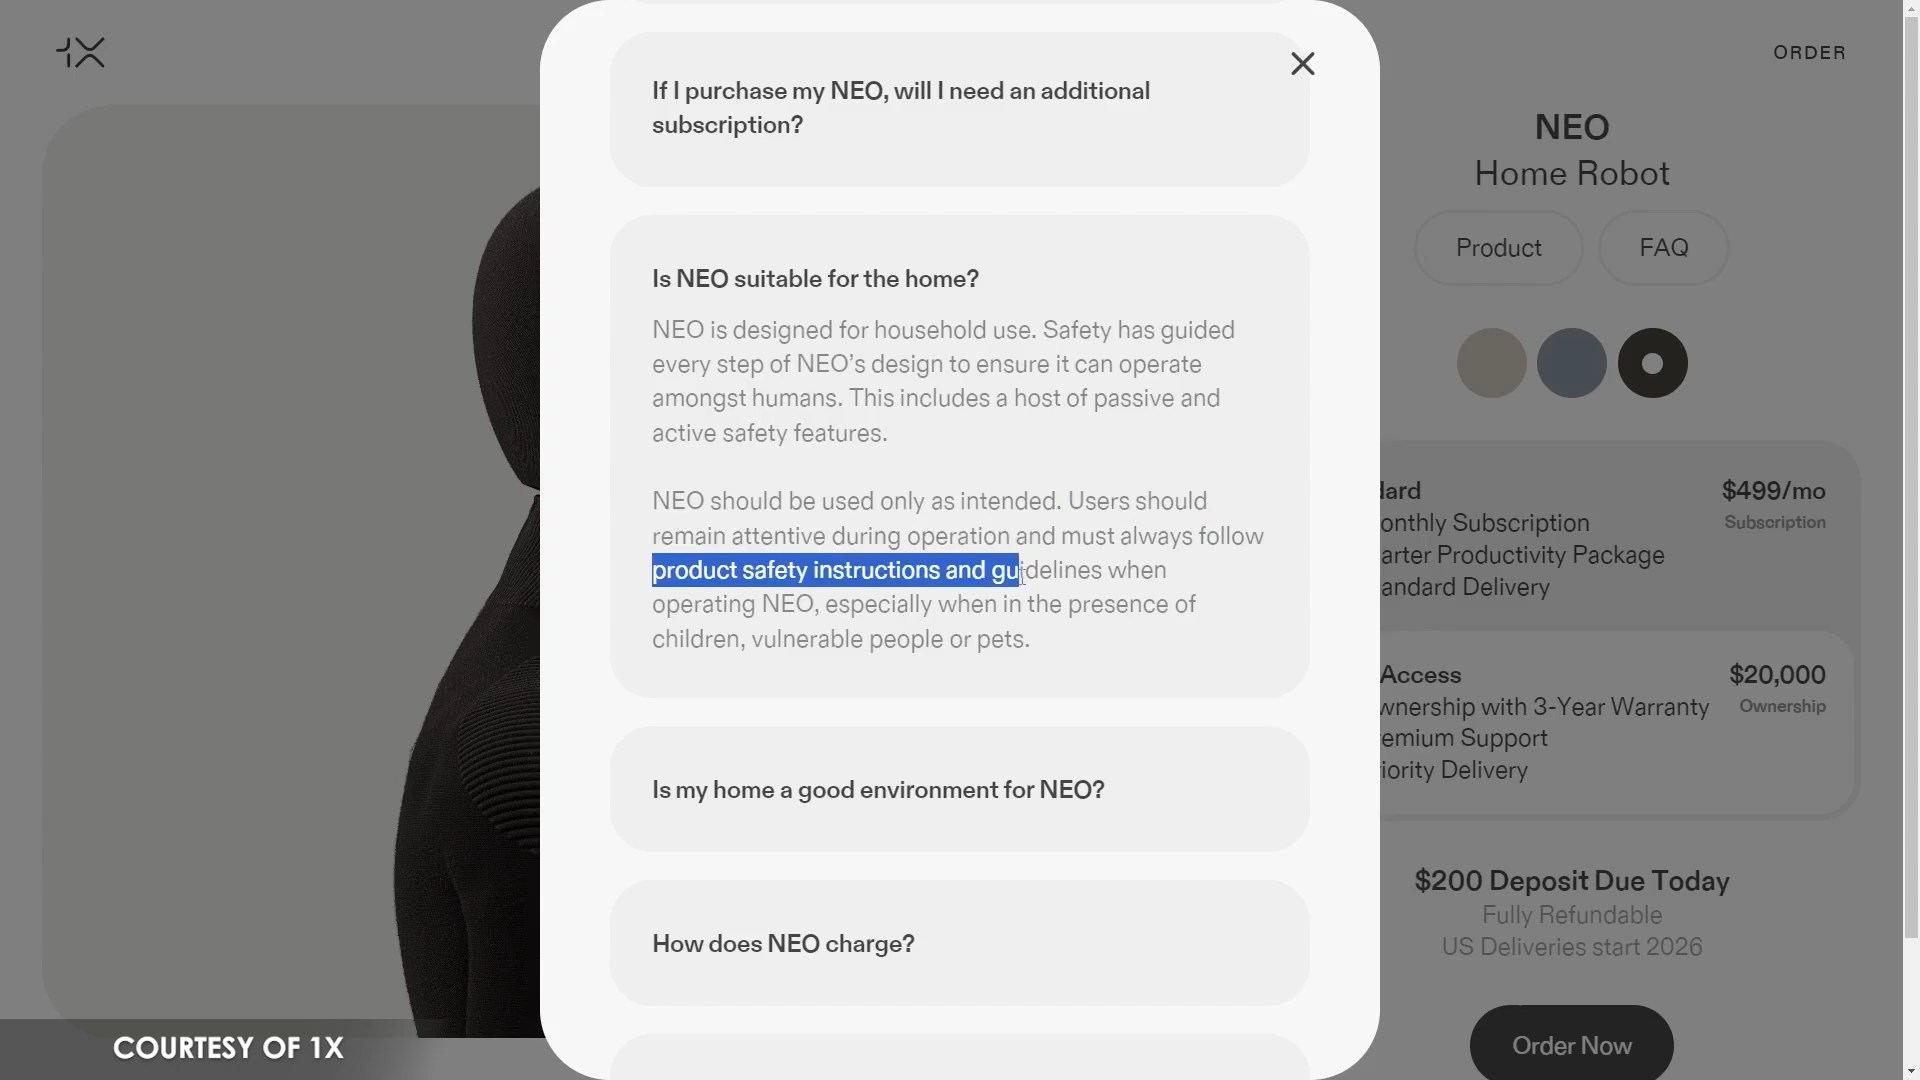 1X
ORDER
If I purchase my NEO, will I need an additional
subscription?
Is NEO suitable for the home?
NEO is designed for household use. Safety has guided
every step of NEO's design to ensure it can operate
amongst humans. This includes a host of passive and
active safety features.
NEO should be used only as intended. Users should
remain attentive during operation and must always follow
product safety instructions and guidelines when
operating NEO, especially when in the presence of
children, vulnerable people or pets.
Is my home a good environment for NEO?
How does NEO charge?
NEO
Home Robot
Product
FAQ
dard
$499/mo
onthly Subscription
Subscription
arter Productivity Package
andard Delivery
Access
$20,000
wnership with 3-Year Warranty
Ownership
emium Support
iority Delivery
$200 Deposit Due Today
Fully Refundable
US Deliveries start 2026
Order Now
COURTESY OF 1X